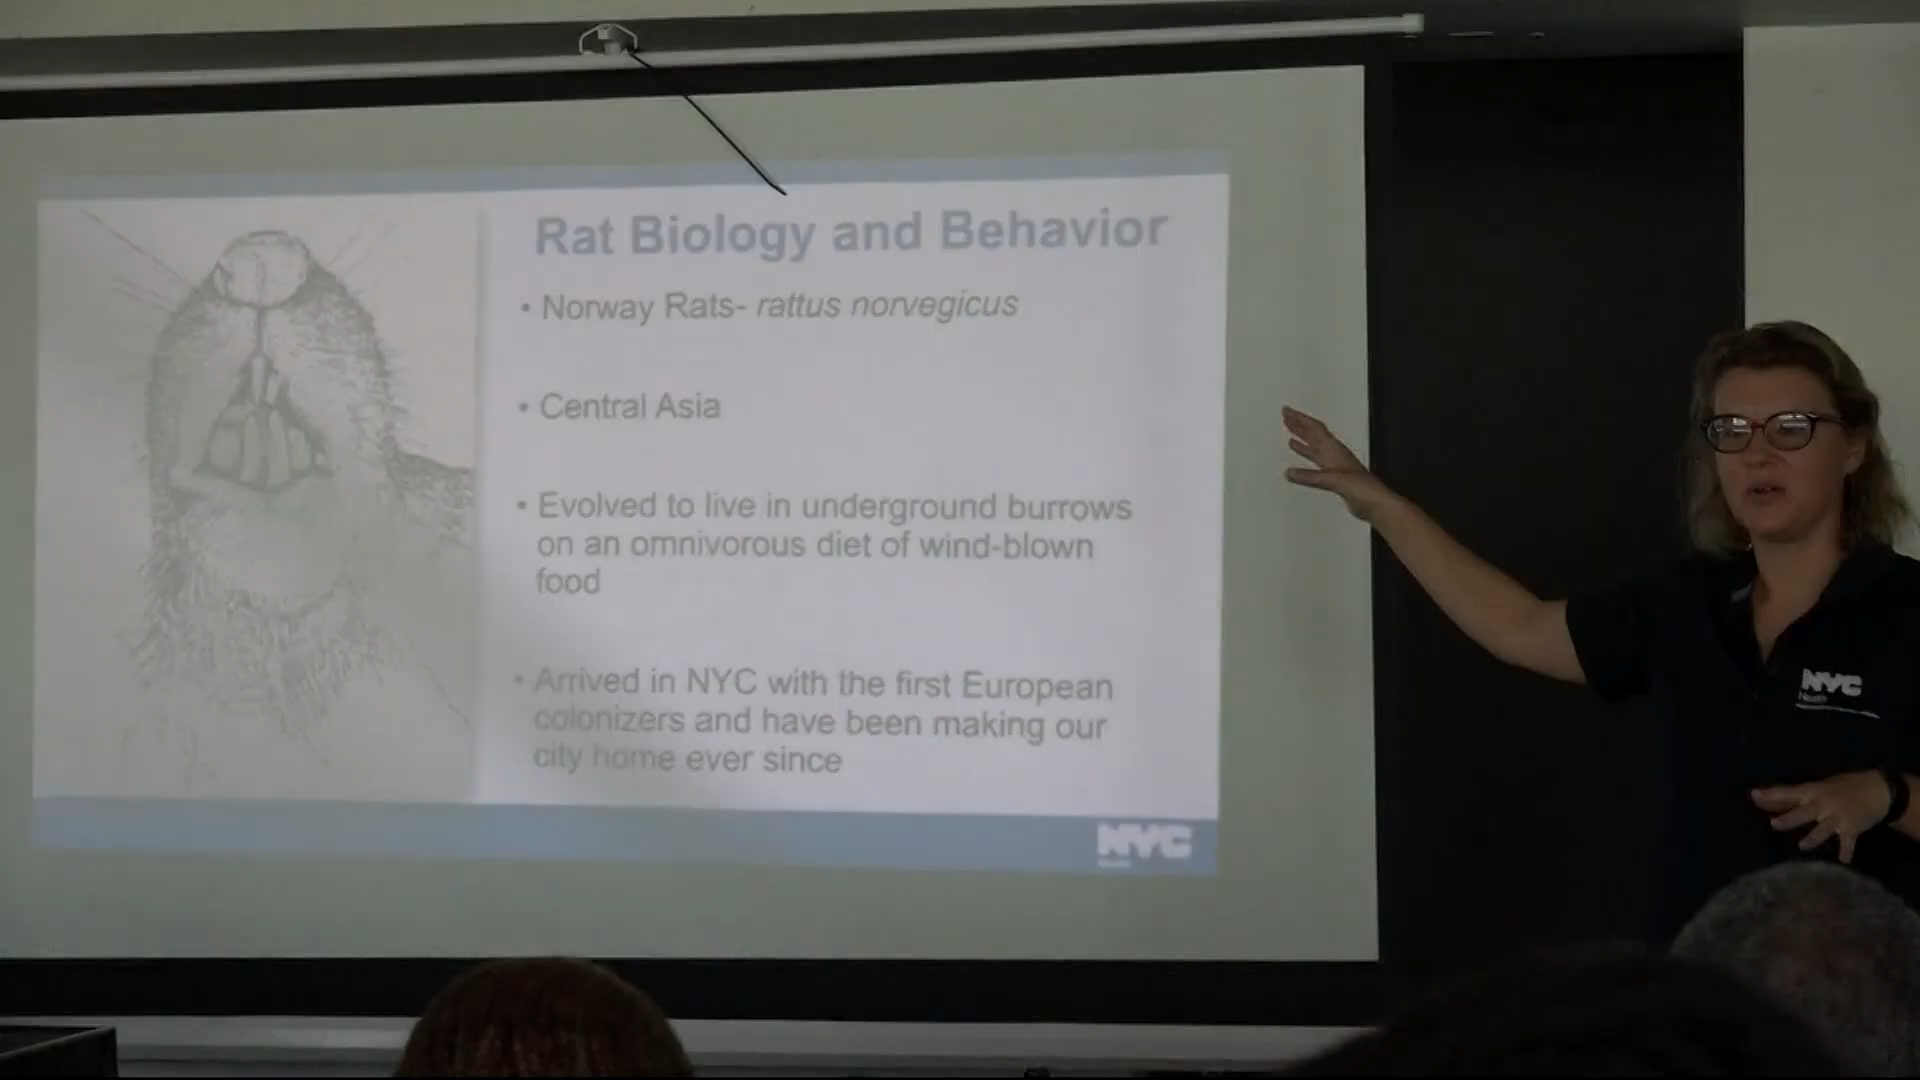 Rat Biology and Behavior
• Norway Rats- rattus norvegicus
• Central Asia
• Evolved to live in underground burrows
on an omnivorous diet of wind-blown
food
• Arrived in NYC with the first European
colonizers and have been making our
city home ever since
NYC
NYC
Health